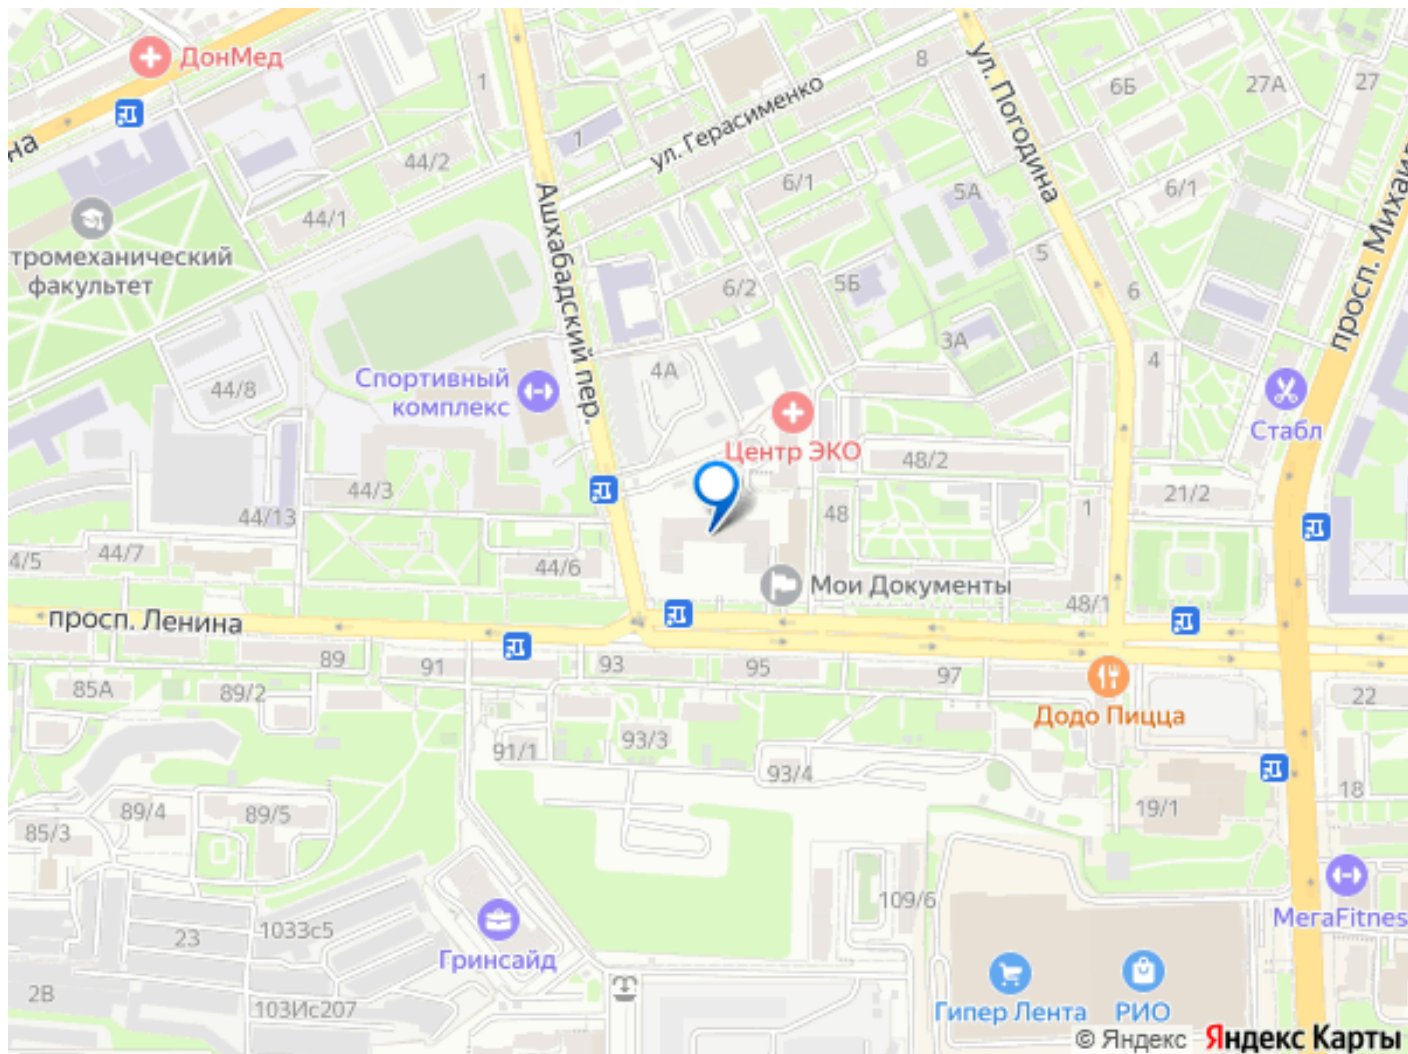 ДонМед
1
8
ул. Погодина
6Б
27А
27
на
ул. Герасименко
1
44/2
6/1
5А
6/1
просп. Михаил
44/1
Ашхабадский пер.
тромеханический
факультет
6/2
5Б
5
6
3А
4
4А
44/8
Спортивный
комплекс
Стабл
Центр ЭКО
48/2
44/3
21/2
44/13
48
1
44/7
4/5
44/6
Мои Документы
48/1
просп. Ленина
89
91
93
95
97
85А
89/2
22
Додо Пицца
91/1
93/3
93/4
18
89/4
89/5
19/1
85/3
109/6
МегаFitnes
23
1033с5
Гринсайд
2В
103Ис207
Гипер Лента
РИО
© Яндекс Яндекс Карты